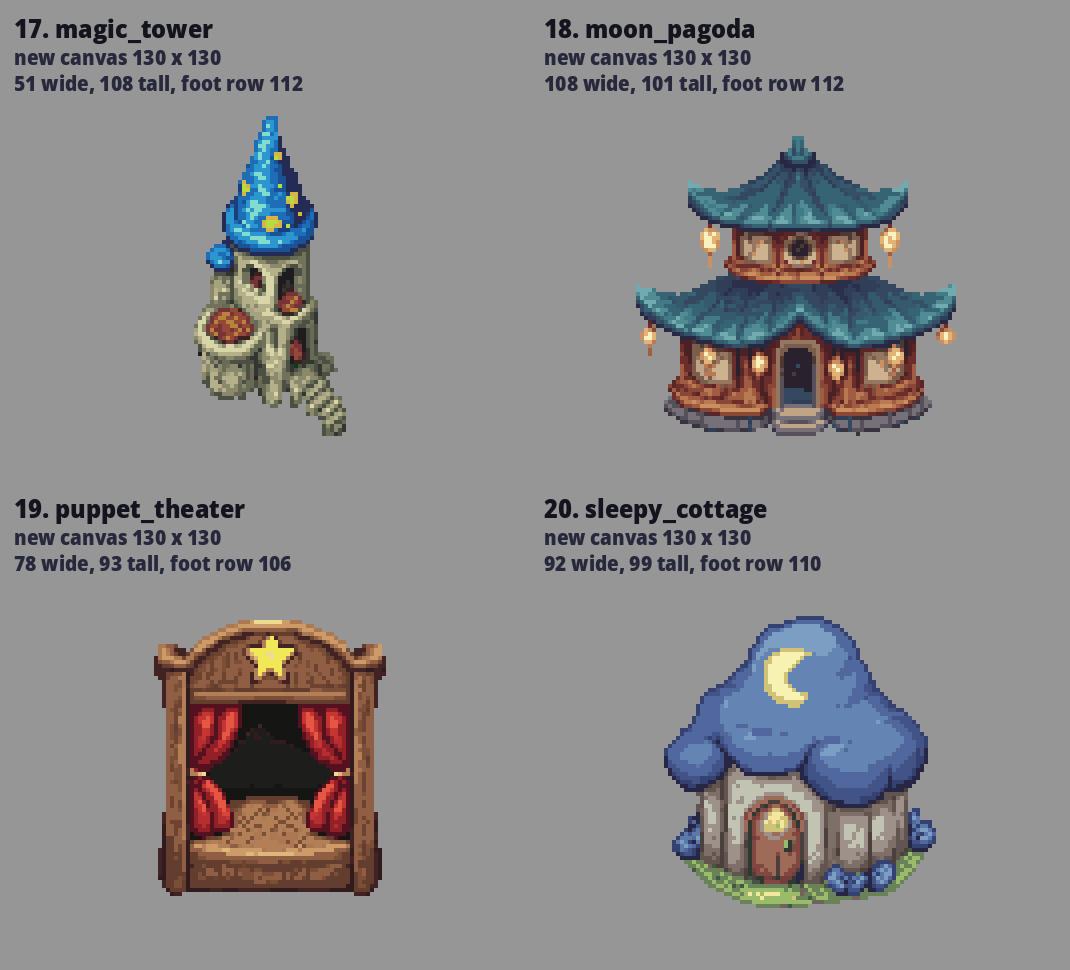 17. magic_tower
new canvas 130 x 130
51 wide, 108 tall, foot row 112
18. moon_pagoda
new canvas 130 x 130
108 wide, 101 tall, foot row 112
19. puppet_theater
new canvas 130 x 130
78 wide, 93 tall, foot row 106
20. sleepy_cottage
new canvas 130 x 130
92 wide, 99 tall, foot row 110